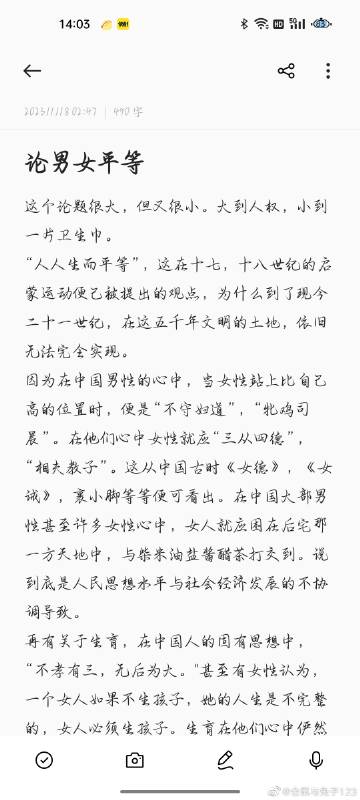 14:03
2023/11/18 02:47 | 490 字
论男女平等
这个论题很大，但又很小。大到人权，小到
一片卫生巾。
“人人生而平等”，这在十七，十八世纪的启
蒙运动便已被提出的观点，为什么到了现今
二十一世纪，在这五千年文明的土地，依旧
无法完全实现。
因为在中国男性的心中，当女性站上比自己
高的位置时，便是“不守妇道”，“牝鸡司
晨”。在他们心中女性就应“三从四德”，
“相夫教子”。这从中国古时《女德》，《女
诫》，裹小脚等等便可看出。在中国大部男
性甚至许多女性心中，女人就应困在后宅那
一方天地中，与柴米油盐酱醋茶打交到。说
到底是人民思想水平与社会经济发展的不协
调导致。
再有关于生育，在中国人的固有思想中，
“不孝有三，无后为大。"甚至有女性认为，
一个女人如果不生孩子，她的人生是不完整
的，女人必须生孩子。生育在他们心中俨然